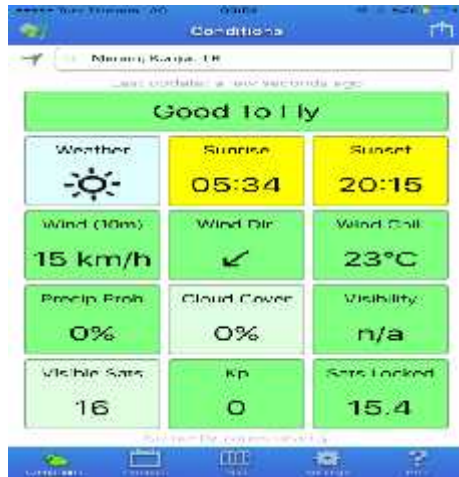 Conditions
Last update: a few seconds ago
Good To Fly
Weather Sunrise Sunset
05:34 20:15
Wind (10m) Wind Dir Wind Chill
15 km/h 23°C
Precip Prob Cloud Cover Visibility
0% 0% n/a
Visible Sats Kp Sats Locked
16 0 15.4